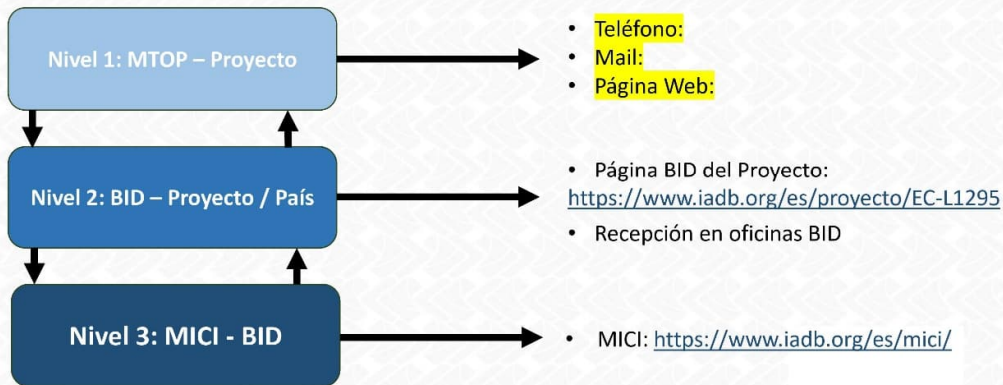 Nivel 1: MTOP – Proyecto
• Teléfono:
• Mail:
• Página Web:
Nivel 2: BID – Proyecto / País
• Página BID del Proyecto:
https://www.iadb.org/es/proyecto/EC-L1295
• Recepción en oficinas BID
Nivel 3: MICI - BID
• MICI: https://www.iadb.org/es/mici/